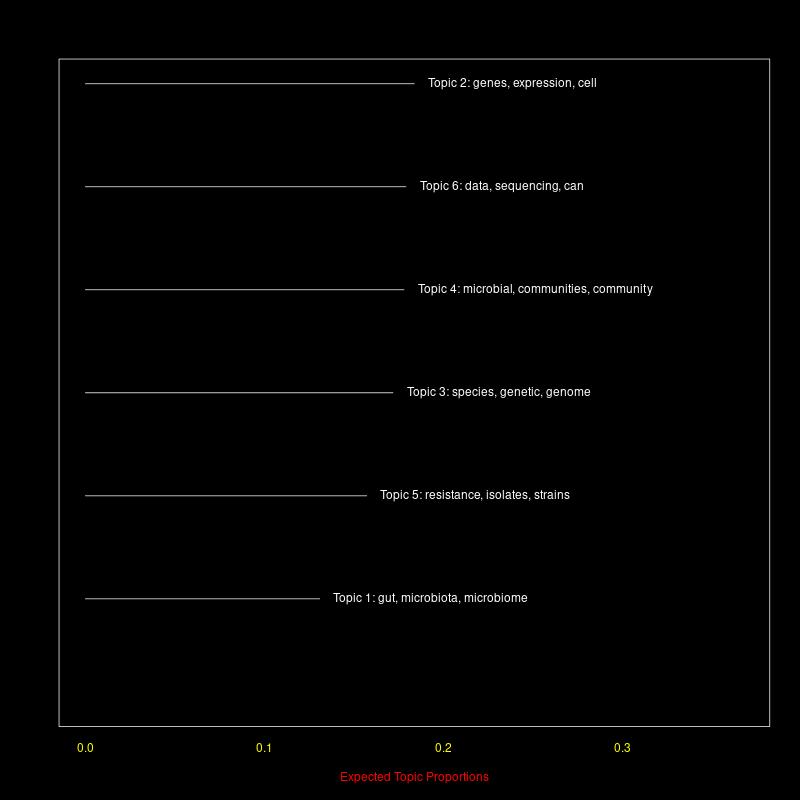 Topic 2: genes, expression, cell
Topic 6: data, sequencing, can
Topic 4: microbial, communities, community
Topic 3: species, genetic, genome
Topic 5: resistance, isolates, strains
Topic 1: gut, microbiota, microbiome
0.0 0.1 0.2 0.3
Expected Topic Proportions